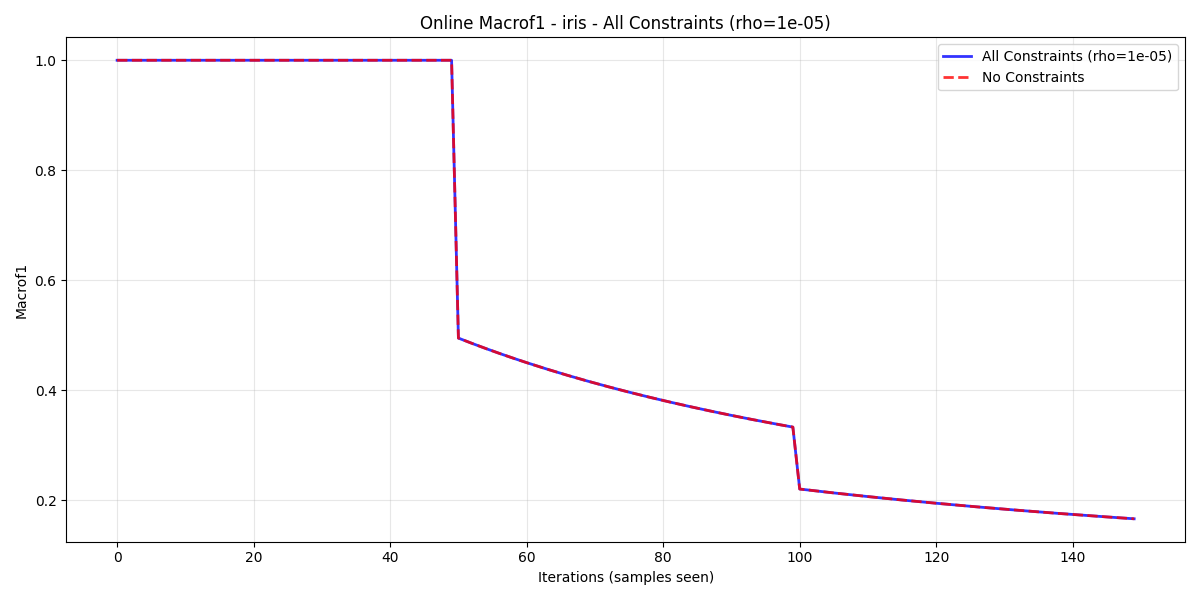 Online Macrof1 - iris - All Constraints (rho=1e-05)
All Constraints (rho=1e-05)
No Constraints
Macrof1
1.0
0.8
0.6
0.4
0.2
0 20 40 60 80 100 120 140
Iterations (samples seen)